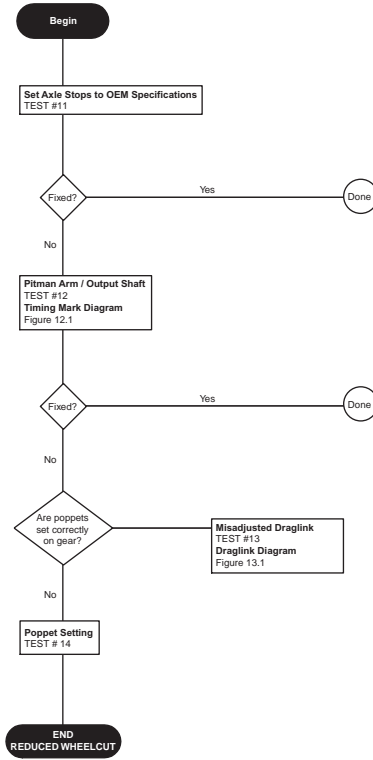 Begin
Set Axle Stops to OEM Specifications
TEST #11
Fixed?
Yes
Done
No
Pitman Arm / Output Shaft
TEST #12
Timing Mark Diagram
Figure 12.1
Fixed?
Yes
Done
No
Are poppets
set correctly
on gear?
Misadjusted Draglink
TEST #13
Draglink Diagram
Figure 13.1
No
Poppet Setting
TEST # 14
END
REDUCED WHEELCUT